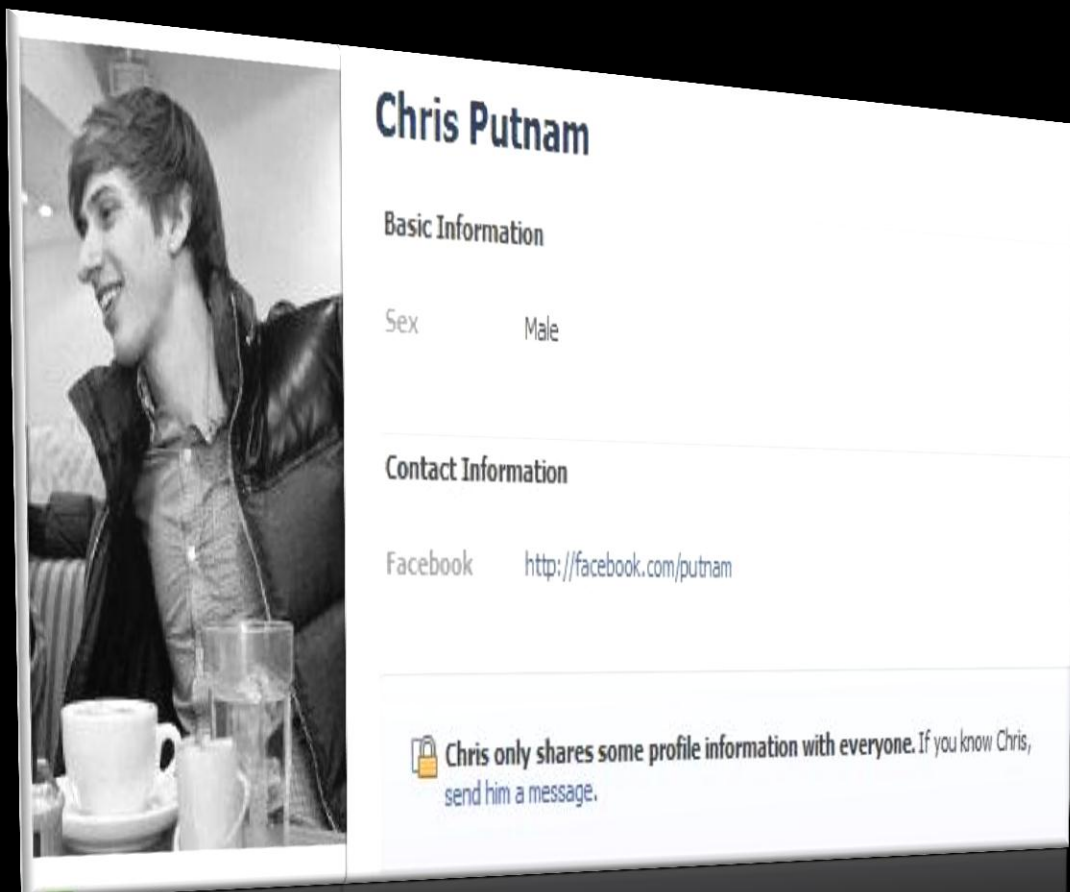 Chris Putnam
Basic Information
Sex Male
Contact Information
Facebook http://facebook.com/putnam
Chris only shares some profile information with everyone. If you know Chris,
send him a message.